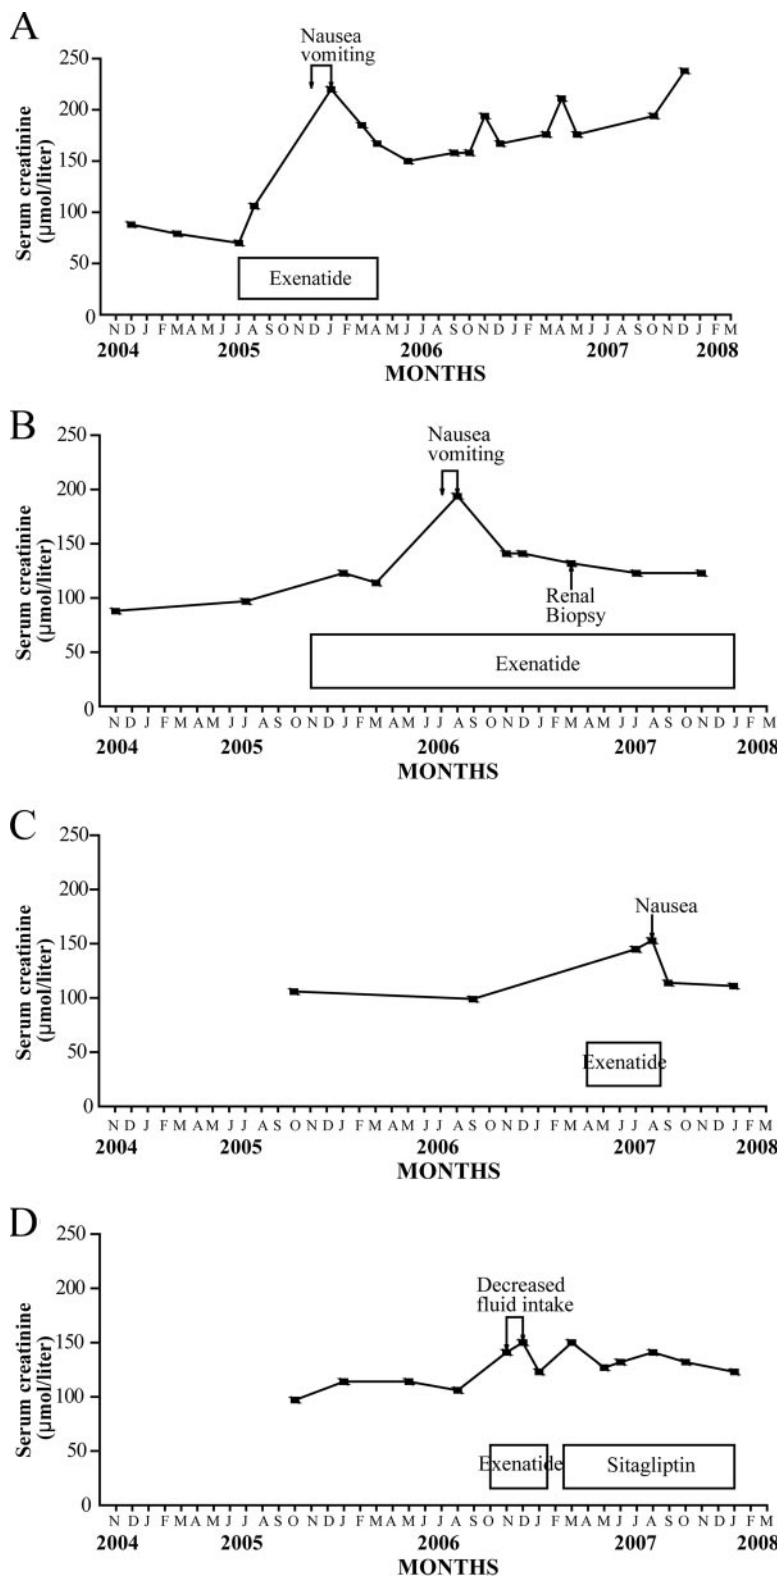 A
Nausea
vomiting
250
200
150
100
50
0
Serum creatinine
(µmol/liter)
Exenatide
N D J F M A M J J A S O N D J F M A M J J A S O N D J F M A M J J A S O N D J F M
2004 2005 2006 2007 2008
MONTHS
B
Nausea
vomiting
250
200
150
100
50
0
Serum creatinine
(µmol/liter)
Renal
Biopsy
Exenatide
N D J F M A M J J A S O N D J F M A M J J A S O N D J F M A M J J A S O N D J F M
2004 2005 2006 2007 2008
MONTHS
C
250
200
150
100
50
0
Serum creatinine
(µmol/liter)
Nausea
Exenatide
N D J F M A M J J A S O N D J F M A M J J A S O N D J F M A M J J A S O N D J F M
2004 2005 2006 2007 2008
MONTHS
D
250
200
150
100
50
0
Serum creatinine
(µmol/liter)
Decreased
fluid intake
Exenatide Sitagliptin
N D J F M A M J J A S O N D J F M A M J J A S O N D J F M A M J J A S O N D J F M
2004 2005 2006 2007 2008
MONTHS